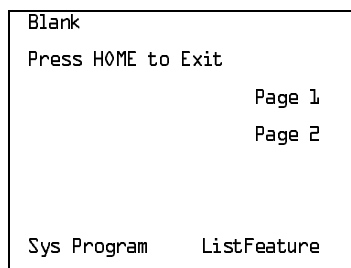 Blank
Press HOME to Exit
Page 1
Page 2
Sys Program ListFeature